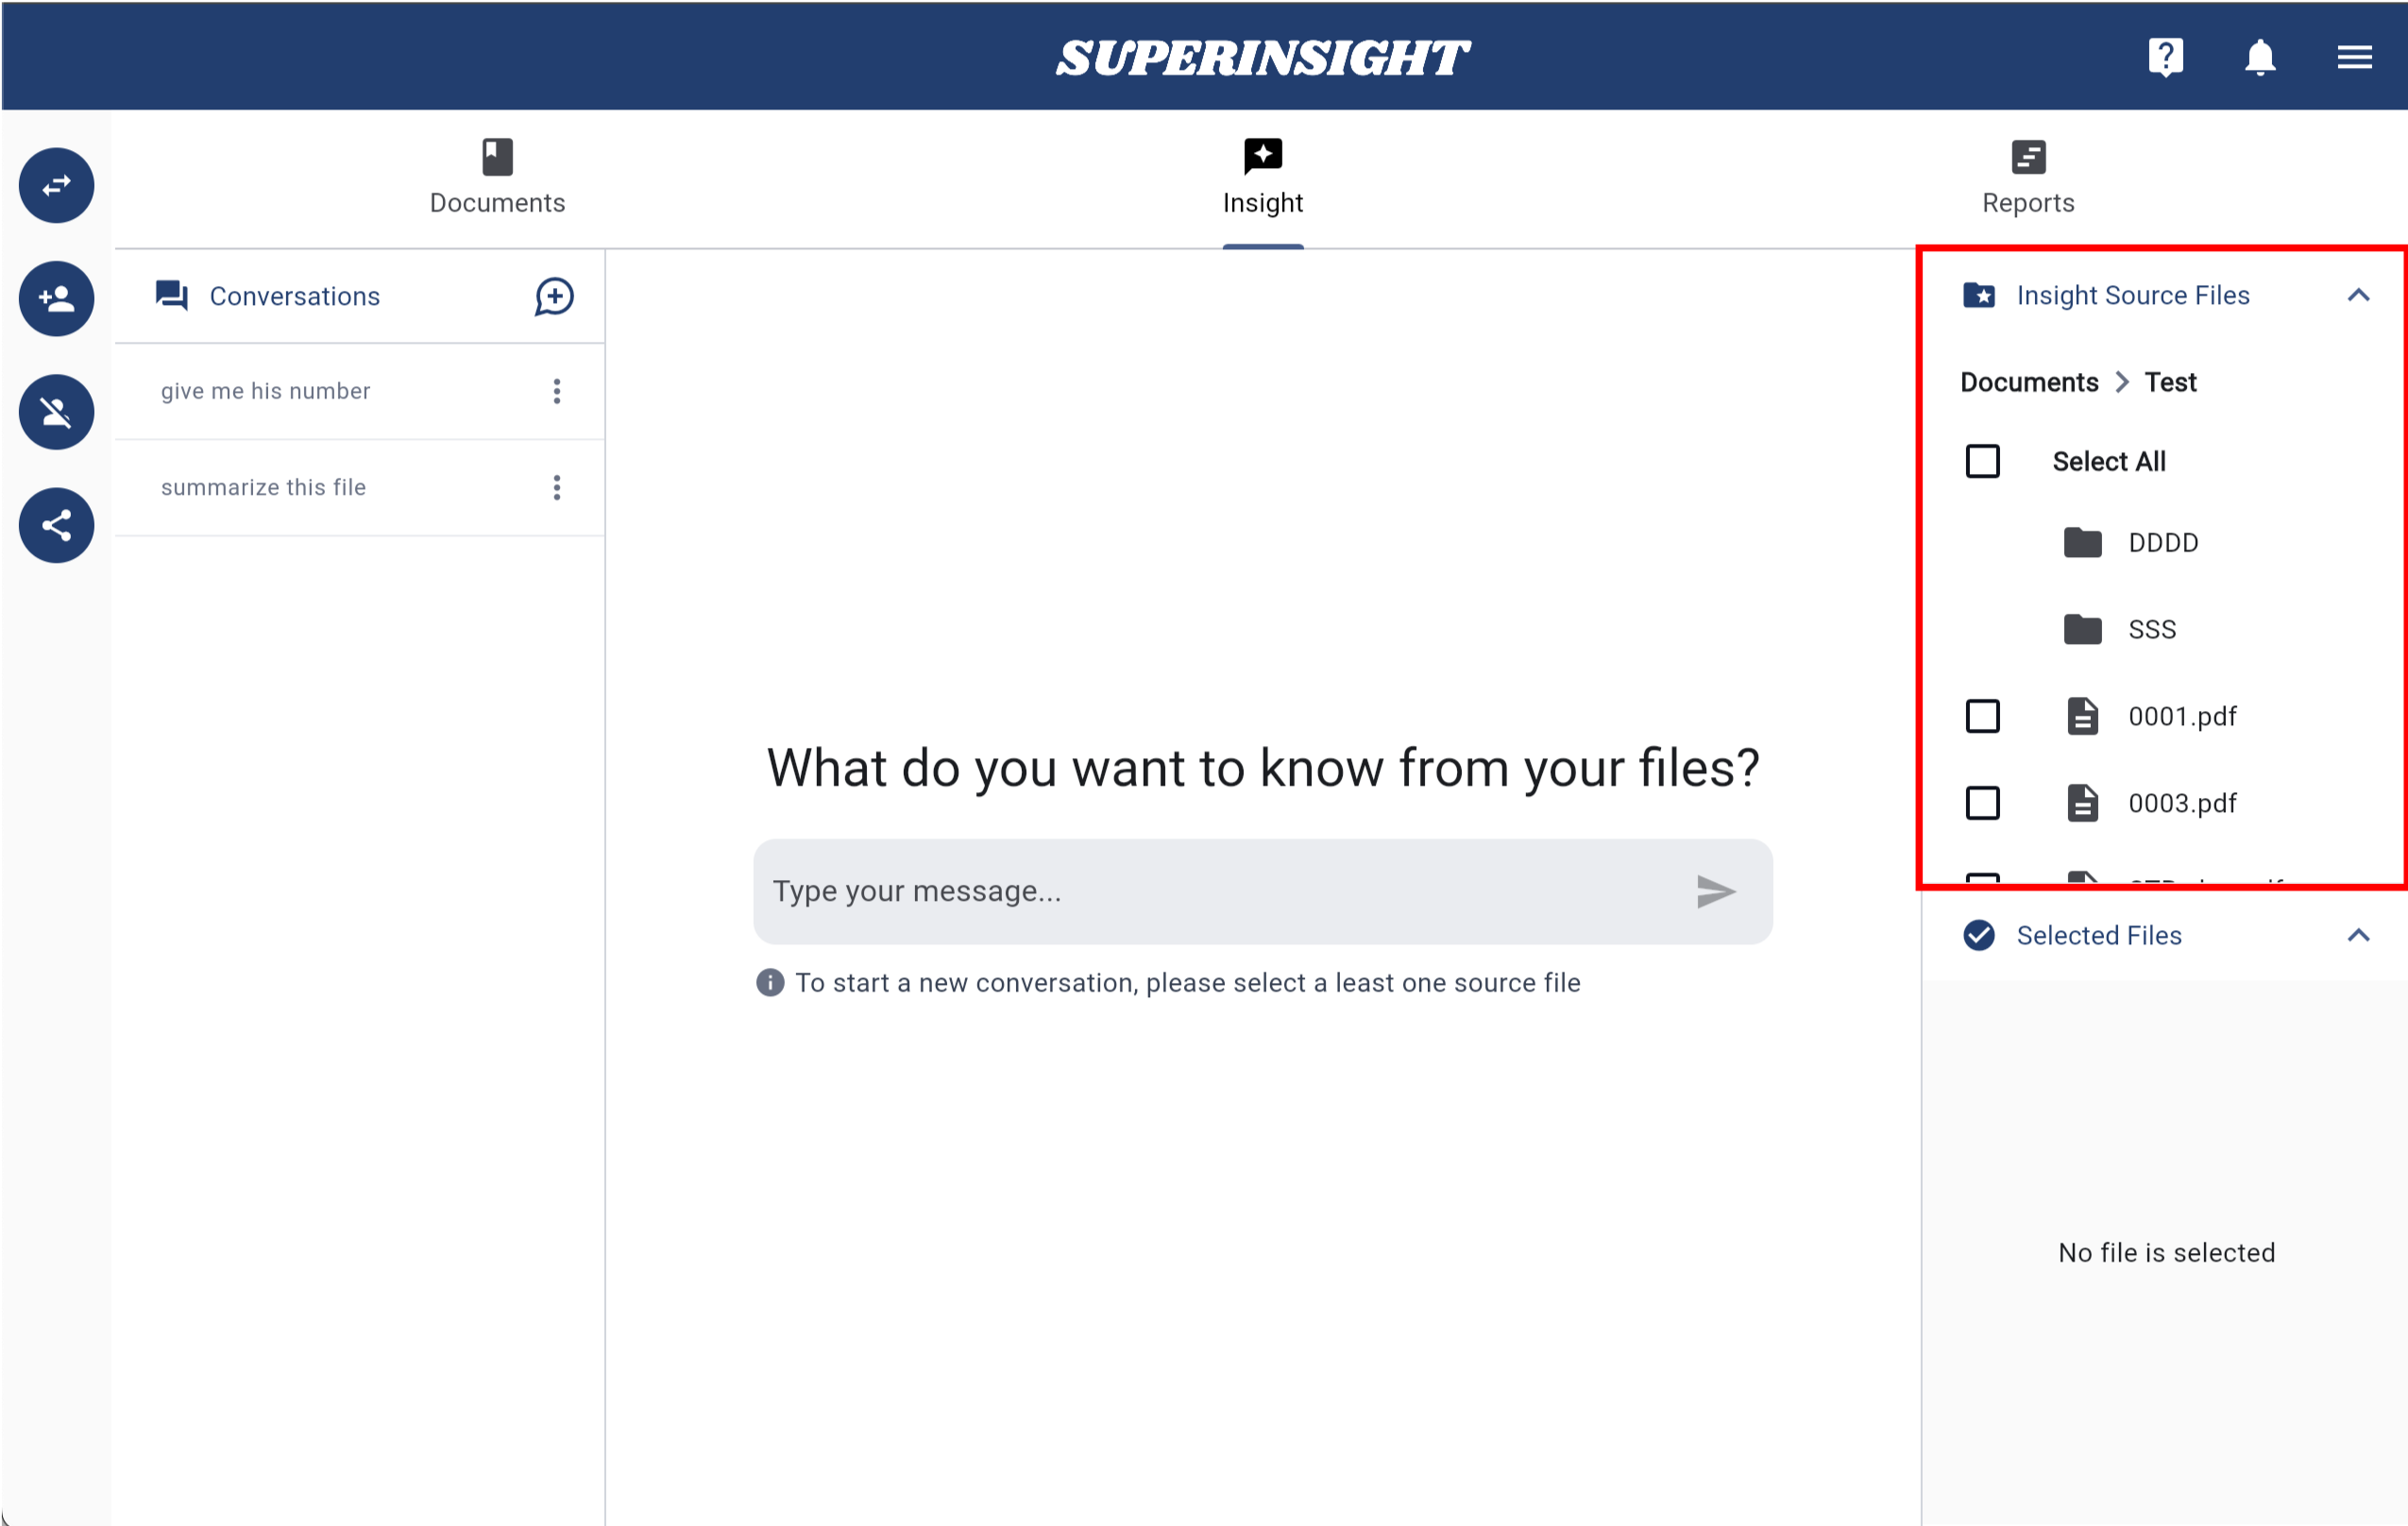 SUPERINSIGHT
Documents
Insight
Reports
Conversations
give me his number
summarize this file
What do you want to know from your files?
Type your message...
To start a new conversation, please select a least one source file
Insight Source Files
Documents > Test
Select All
DDDD
SSS
0001.pdf
0003.pdf
Selected Files
No file is selected